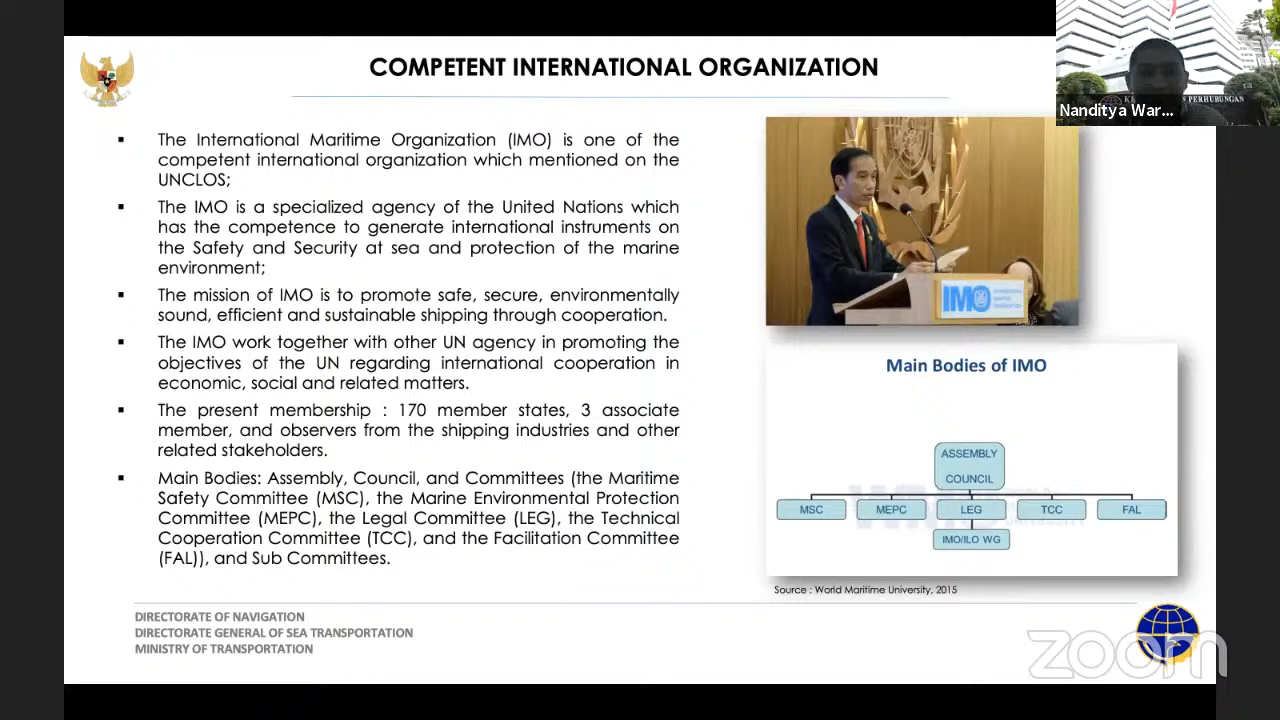 COMPETENT INTERNATIONAL ORGANIZATION
PERHUBUNGAN
Nanditya War...
▪ The International Maritime Organization (IMO) is one of the
competent international organization which mentioned on the
UNCLOS;
▪ The IMO is a specialized agency of the United Nations which
has the competence to generate international instruments on
the Safety and Security at sea and protection of the marine
environment;
▪ The mission of IMO is to promote safe, secure, environmentally
sound, efficient and sustainable shipping through cooperation.
▪ The IMO work together with other UN agency in promoting the
objectives of the UN regarding international cooperation in
economic, social and related matters.
▪ The present membership : 170 member states, 3 associate
member, and observers from the shipping industries and other
related stakeholders.
▪ Main Bodies: Assembly, Council, and Committees (the Maritime
Safety Committee (MSC), the Marine Environmental Protection
Committee (MEPC), the Legal Committee (LEG), the Technical
Cooperation Committee (TCC), and the Facilitation Committee
(FAL)), and Sub Committees.
IMO
Main Bodies of IMO
ASSEMBLY
COUNCIL
MSC MEPC LEG TCC FAL
IMO/ILO WG
Source : World Maritime University, 2015
DIRECTORATE OF NAVIGATION
DIRECTORATE GENERAL OF SEA TRANSPORTATION
MINISTRY OF TRANSPORTATION
zoom